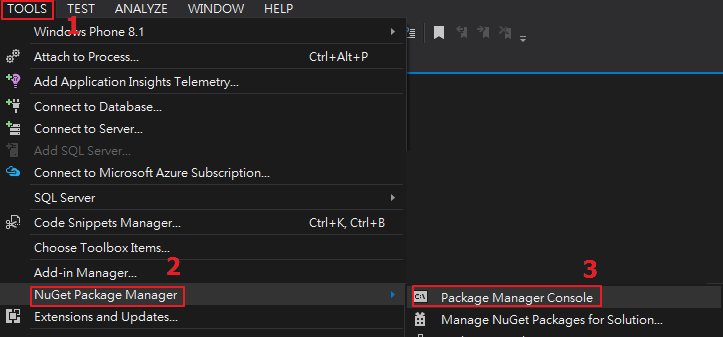 TOOLS TEST ANALYZE WINDOW HELP
1
Windows Phone 8.1
Attach to Process... Ctrl+Alt+P
Add Application Insights Telemetry...
Connect to Database...
Connect to Server...
Add SQL Server...
Connect to Microsoft Azure Subscription...
SQL Server
Code Snippets Manager... Ctrl+K, Ctrl+B
Choose Toolbox Items...
Add-in Manager...
2
NuGet Package Manager
3
Package Manager Console
Extensions and Updates...
Manage NuGet Packages for Solution...